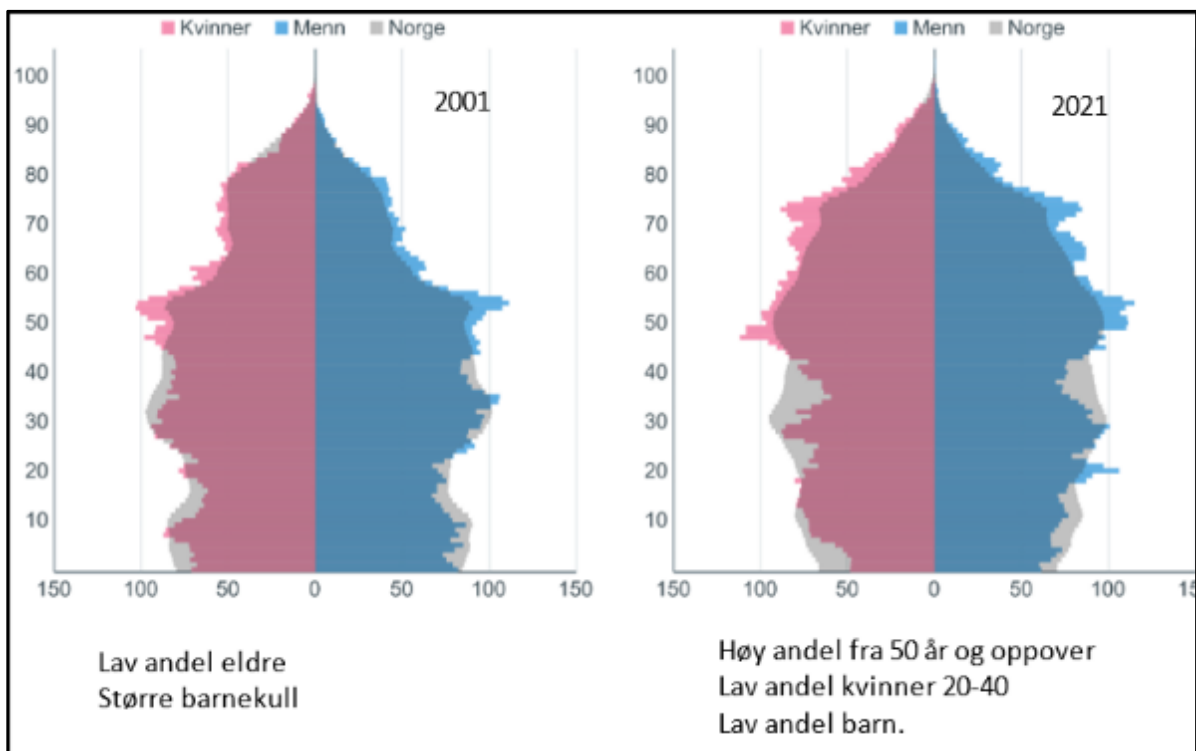 Kvinner Menn Norge
2001
100
90
80
70
60
50
40
30
20
10
150 100 50 0 50 100 150
Lav andel eldre
Større barnekull
Kvinner Menn Norge
2021
100
90
80
70
60
50
40
30
20
10
150 100 50 0 50 100 15
Høy andel fra 50 år og oppover
Lav andel kvinner 20-40
Lav andel barn.